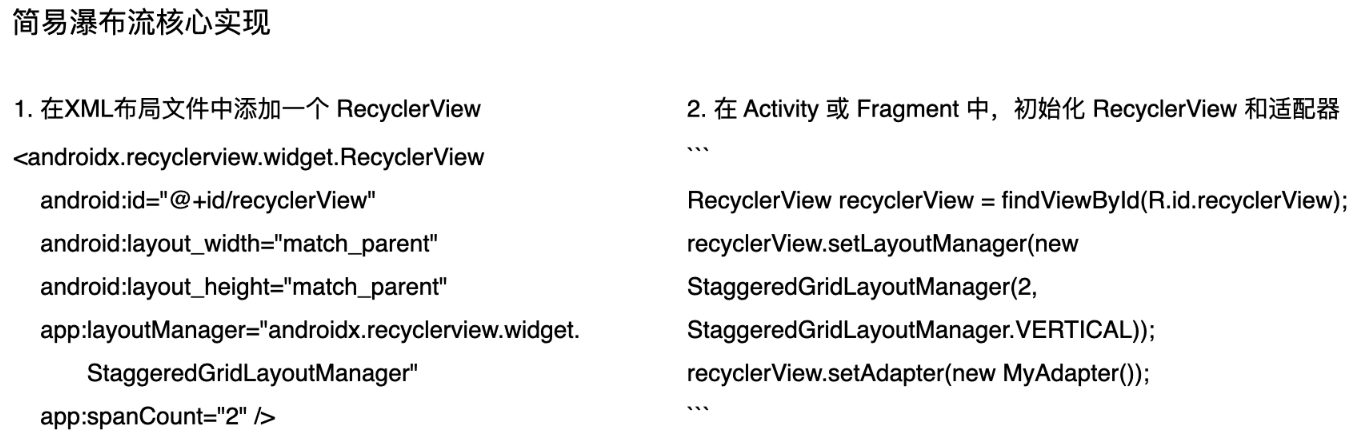 简易瀑布流核心实现
1. 在XML布局文件中添加一个 RecyclerView
<androidx.recyclerview.widget.RecyclerView
android:id="@+id/recyclerView"
android:layout_width="match_parent"
android:layout_height="match_parent"
app:layoutManager="androidx.recyclerview.widget.
StaggeredGridLayoutManager"
app:spanCount="2" />
2. 在 Activity 或 Fragment 中，初始化 RecyclerView 和适配器
```
RecyclerView recyclerView = findViewById(R.id.recyclerView);
recyclerView.setLayoutManager(new
StaggeredGridLayoutManager(2,
StaggeredGridLayoutManager.VERTICAL));
recyclerView.setAdapter(new MyAdapter());
```